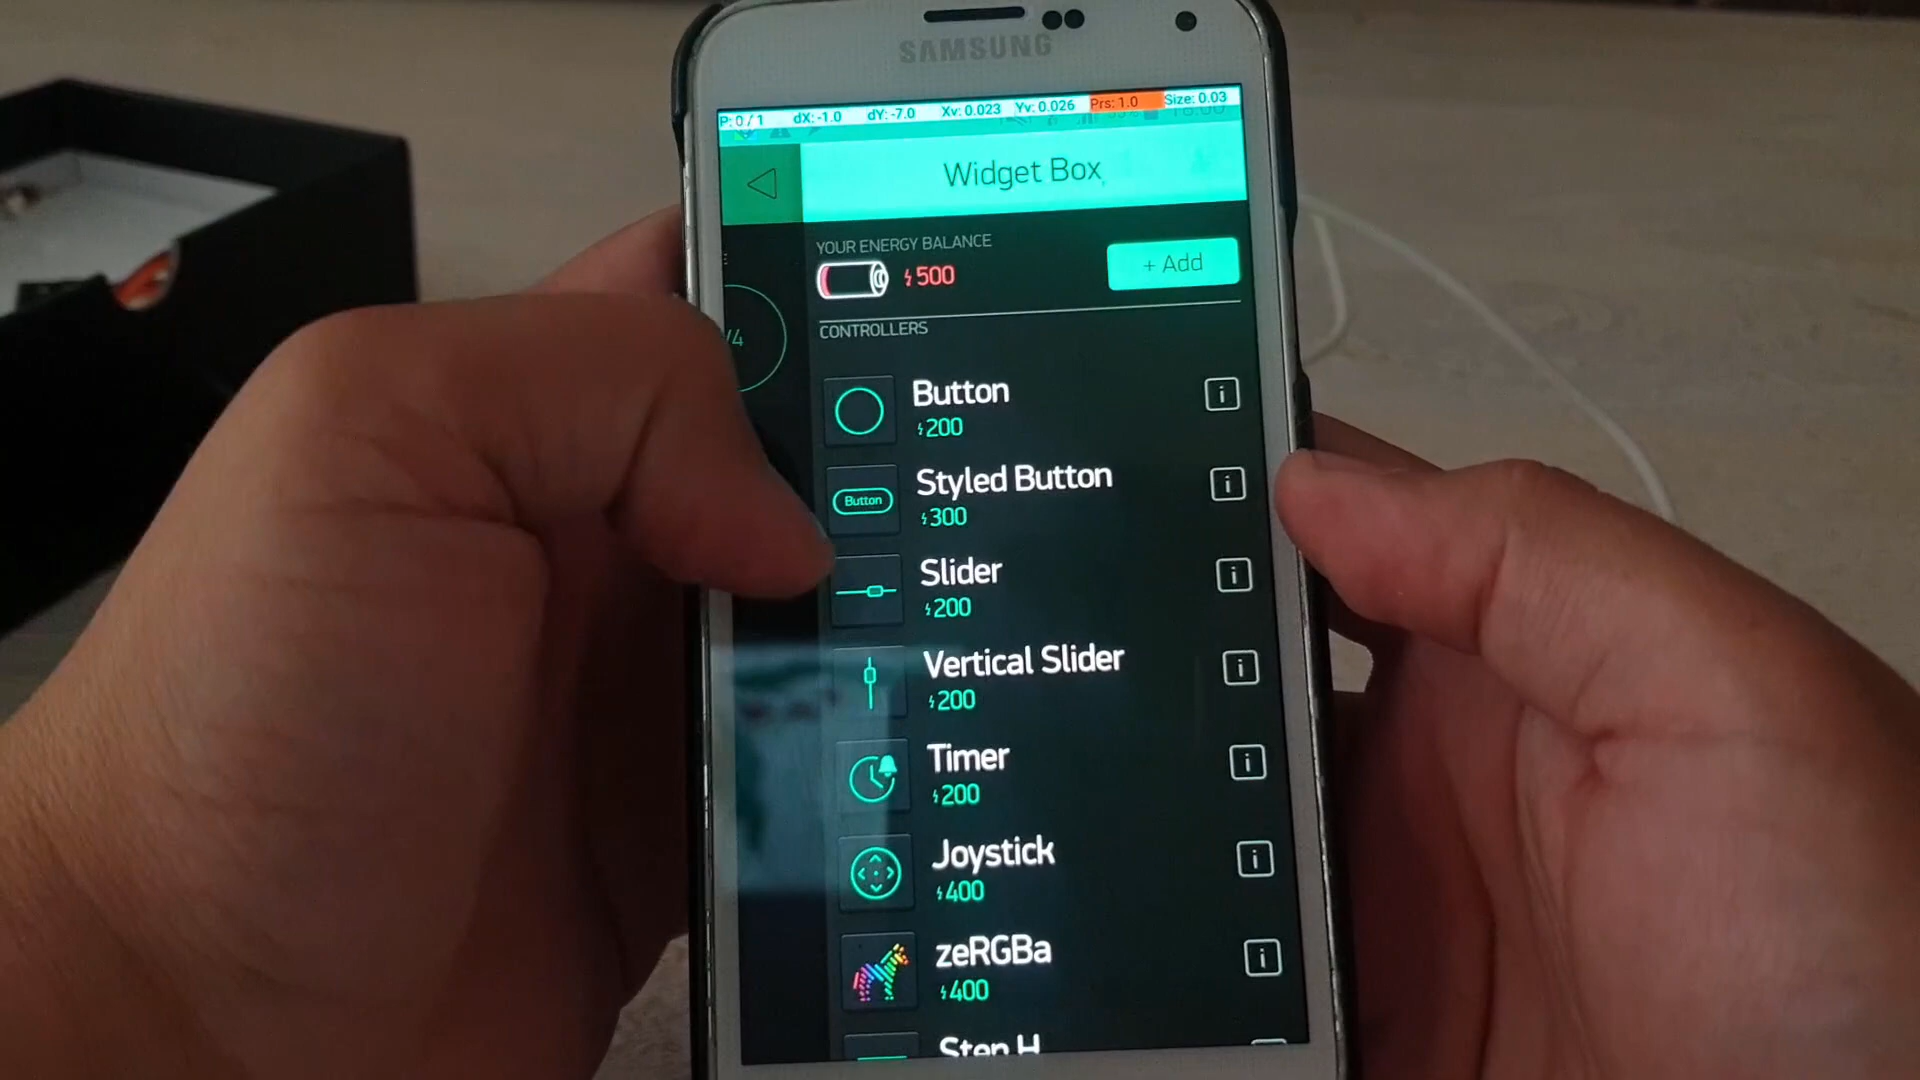 SAMSUNG
P: 0 / 1 dX: -1.0 dY: -7.0 Xv: 0.023 Yv: 0.026 Prs: 1.0 Size: 0.03
Widget Box
YOUR ENERGY BALANCE
500
+ Add
/4
CONTROLLERS
Button
200
Styled Button
Button
300
Slider
200
Vertical Slider
200
Timer
200
Joystick
400
zeRGBa
400
Step H